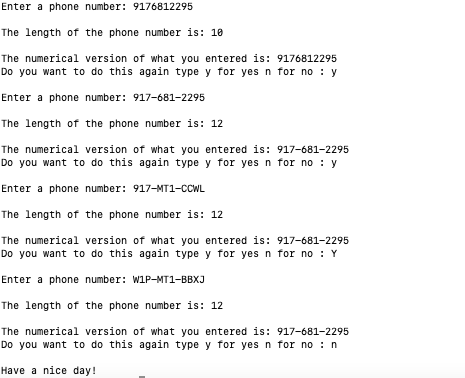 Enter a phone number: 9176812295
The length of the phone number is: 10
The numerical version of what you entered is: 9176812295
Do you want to do this again type y for yes n for no : y
Enter a phone number: 917-681-2295
The length of the phone number is: 12
The numerical version of what you entered is: 917-681-2295
Do you want to do this again type y for yes n for no : y
Enter a phone number: 917-MT1-CCWL
The length of the phone number is: 12
The numerical version of what you entered is: 917-681-2295
Do you want to do this again type y for yes n for no : Y
Enter a phone number: W1P-MT1-BBXJ
The length of the phone number is: 12
The numerical version of what you entered is: 917-681-2295
Do you want to do this again type y for yes n for no : n
Have a nice day!